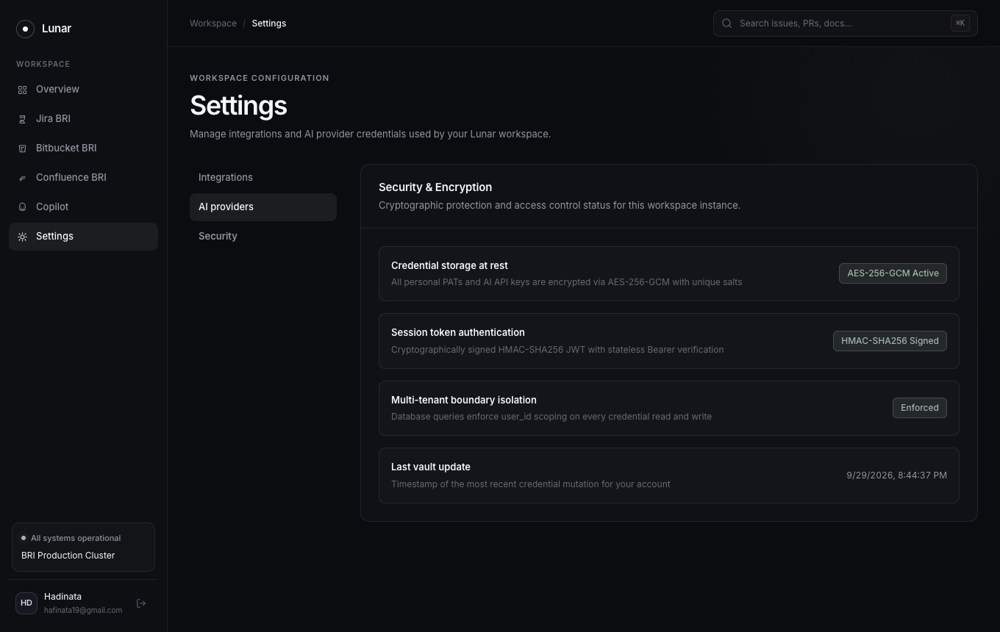 Lunar
WORKSPACE
Overview
Jira BRI
Bitbucket BRI
Confluence BRI
Copilot
Settings
All systems operational
BRI Production Cluster
HD
Hadinata
hafinata19@gmail.com
Workspace / Settings
Search issues, PRs, docs...
⌘K
WORKSPACE CONFIGURATION
Settings
Manage integrations and AI provider credentials used by your Lunar workspace.
Integrations
AI providers
Security
Security & Encryption
Cryptographic protection and access control status for this workspace instance.
Credential storage at rest
All personal PATs and AI API keys are encrypted via AES-256-GCM with unique salts
AES-256-GCM Active
Session token authentication
Cryptographically signed HMAC-SHA256 JWT with stateless Bearer verification
HMAC-SHA256 Signed
Multi-tenant boundary isolation
Database queries enforce user_id scoping on every credential read and write
Enforced
Last vault update
Timestamp of the most recent credential mutation for your account
9/29/2026, 8:44:37 PM